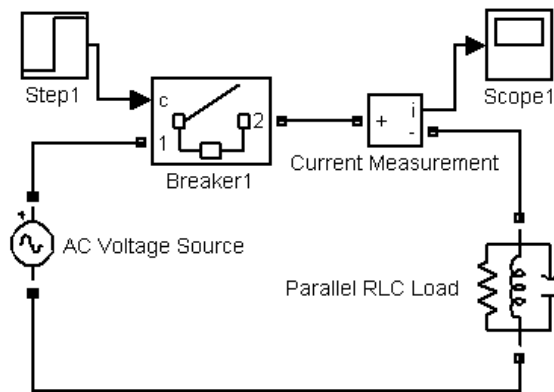 Step1
c
1
2
Breaker1
+
i
-
Current Measurement
Scope1
+
AC Voltage Source
Parallel RLC Load